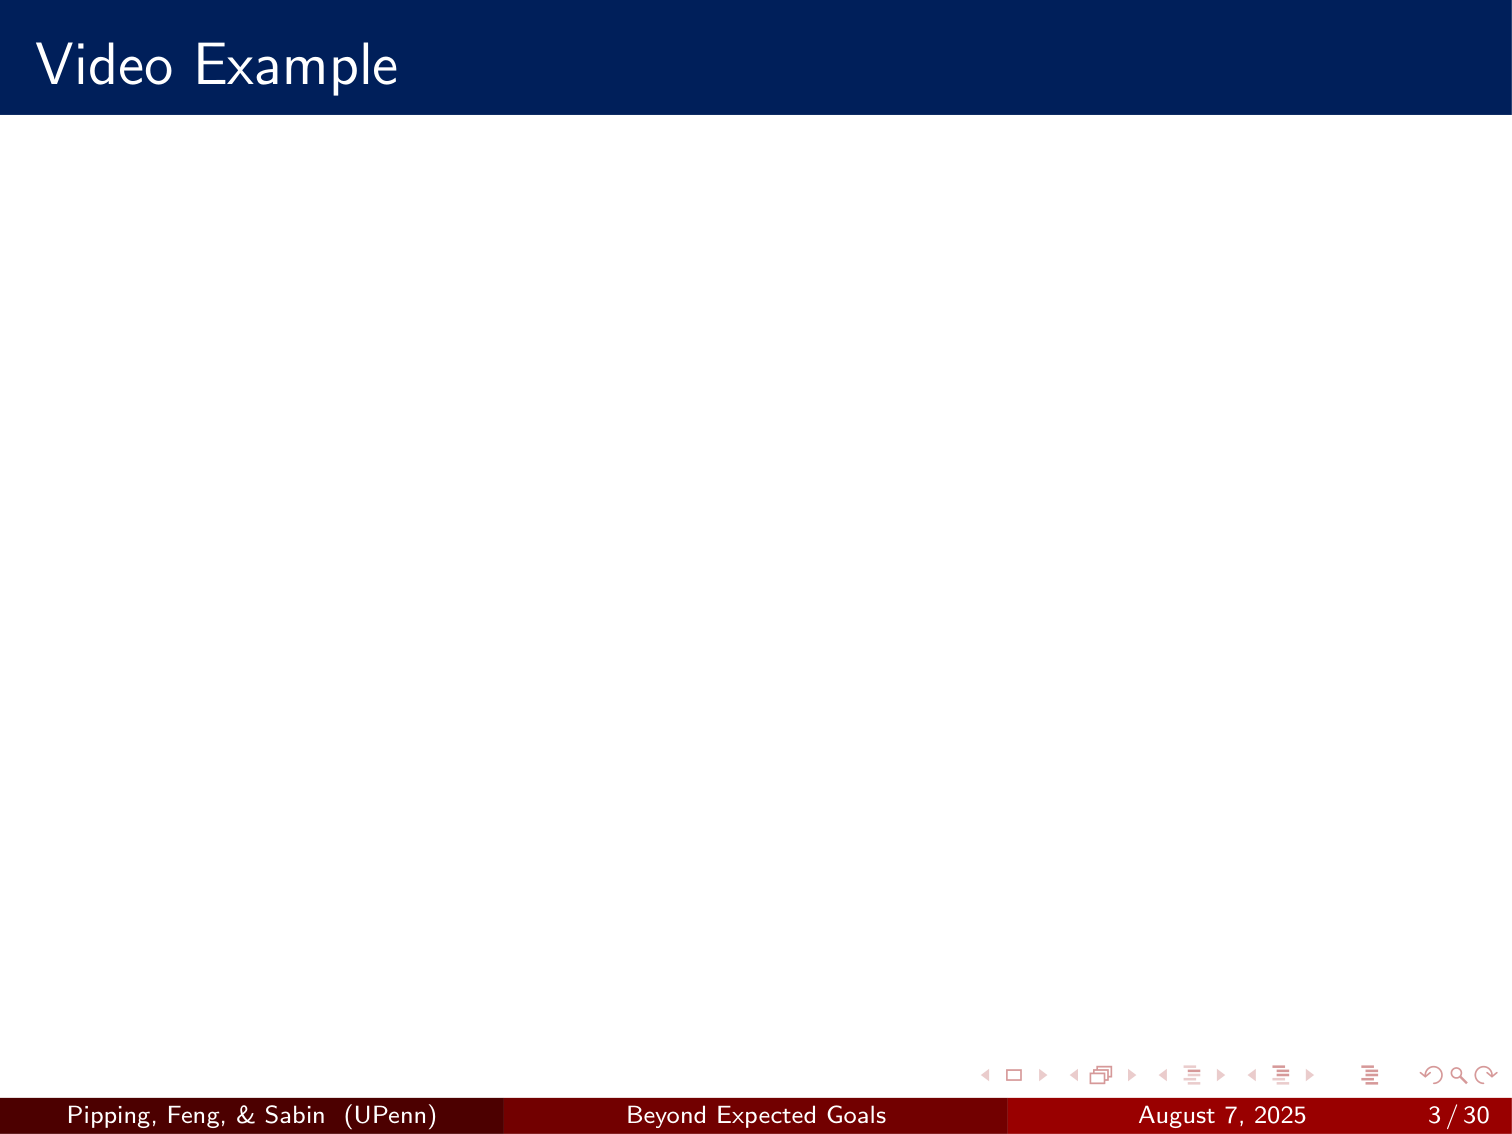 Video Example
Pipping, Feng, & Sabin (UPenn)
Beyond Expected Goals
August 7, 2025
3 / 30